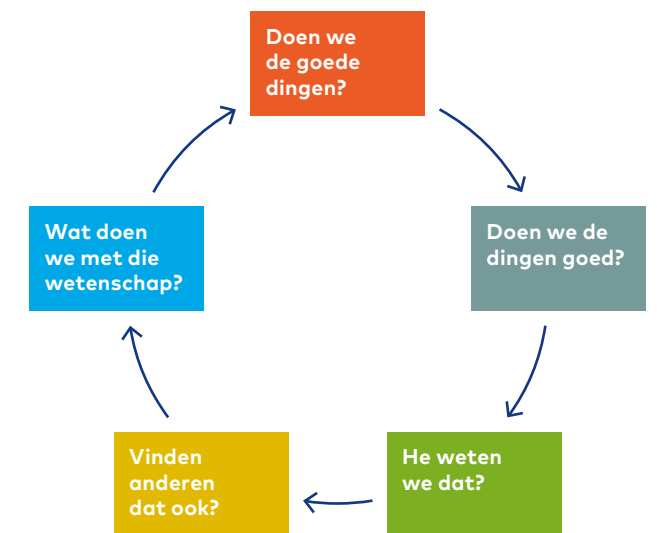 Doen we
de goede
dingen?
Doen we de
dingen goed?
He weten
we dat?
Vinden
anderen
dat ook?
Wat doen
we met die
wetenschap?